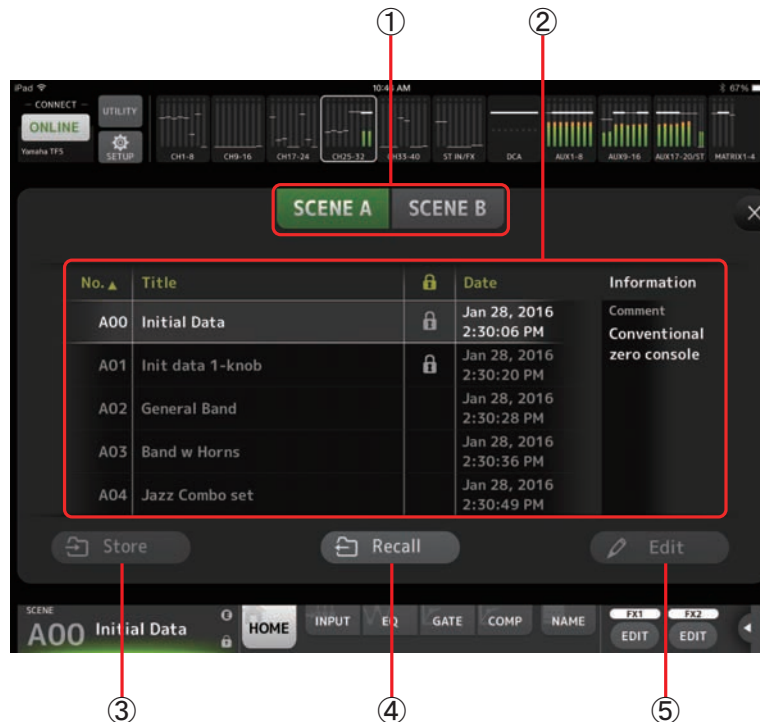 ① ②
iPad 10:45 AM 67%
CONNECT
ONLINE
Yamaha TF5
UTILITY
SETUP
CH1-8 CH9-16 CH17-24 CH25-32 CH33-40 ST IN/FX DCA AUX1-8 AUX9-16 AUX17-20/ST MATRIX1-4
SCENE A SCENE B
No. Title Date Information
A00 Initial Data Jan 28, 2016
2:30:06 PM
Comment
Conventional
zero console
A01 Init data 1-knob Jan 28, 2016
2:30:20 PM
A02 General Band Jan 28, 2016
2:30:28 PM
A03 Band w Horns Jan 28, 2016
2:30:36 PM
A04 Jazz Combo set Jan 28, 2016
2:30:49 PM
Store Recall Edit
SCENE
A00 Initial Data E
HOME INPUT EQ GATE COMP NAME
FX1 FX2
EDIT EDIT
③ ④ ⑤